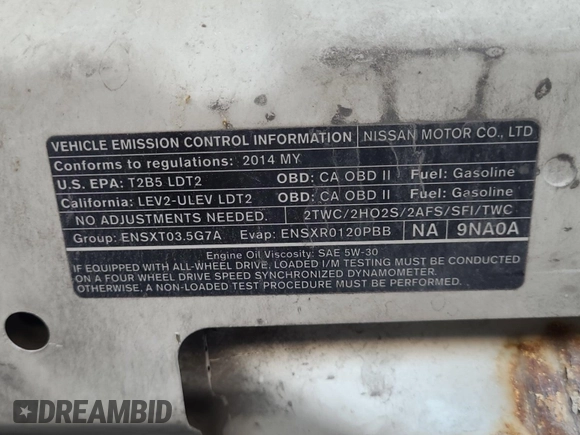 VEHICLE EMISSION CONTROL INFORMATION NISSAN MOTOR CO., LTD
Conforms to regulations: 2014 MY
U.S. EPA: T2B5 LDT2 OBD: CA OBD II Fuel: Gasoline
California: LEV2-ULEV LDT2 OBD: CA OBD II Fuel: Gasoline
NO ADJUSTMENTS NEEDED. 2TWC/2HO2S/2AFS/SFI/TWC
Group: ENSXT03.5G7A Evap: ENSXR0120PBB NA 9NA0A
Engine Oil Viscosity: SAE 5W-30
IF EQUIPPED WITH ALL-WHEEL DRIVE, LOADED I/M TESTING MUST BE CONDUCTED
ON A FOUR WHEEL DRIVE SPEED SYNCHRONIZED DYNAMOMETER.
OTHERWISE, A NON-LOADED TEST PROCEDURE MUST BE PERFORMED.
DREAMBID